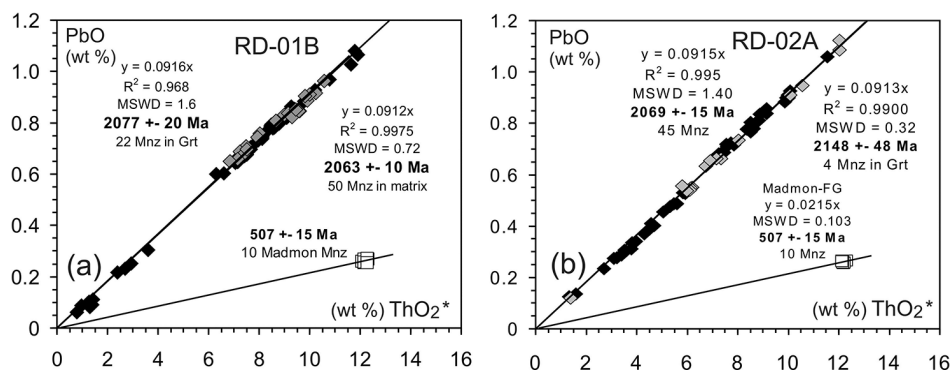 1.2
PbO
(wt %)
RD-01B
y = 0.0916x
R² = 0.968
MSWD = 1.6
2077 +- 20 Ma
22 Mnz in Grt
y = 0.0912x
R² = 0.9975
MSWD = 0.72
2063 +- 10 Ma
50 Mnz in matrix
507 +- 15 Ma
10 Madmon Mnz
(a)
(wt %) ThO₂*
1.0
0.8
0.6
0.4
0.2
0
0 2 4 6 8 10 12 14 16
1.2
PbO
(wt %)
RD-02A
y = 0.0915x
R² = 0.995
MSWD = 1.40
2069 +- 15 Ma
45 Mnz
y = 0.0913x
R² = 0.9900
MSWD = 0.32
2148 +- 48 Ma
4 Mnz in Grt
Madmon-FG
y = 0.0215x
MSWD = 0.103
507 +- 15 Ma
10 Mnz
(b)
(wt %) ThO₂*
1.0
0.8
0.6
0.4
0.2
0
0 2 4 6 8 10 12 14 16